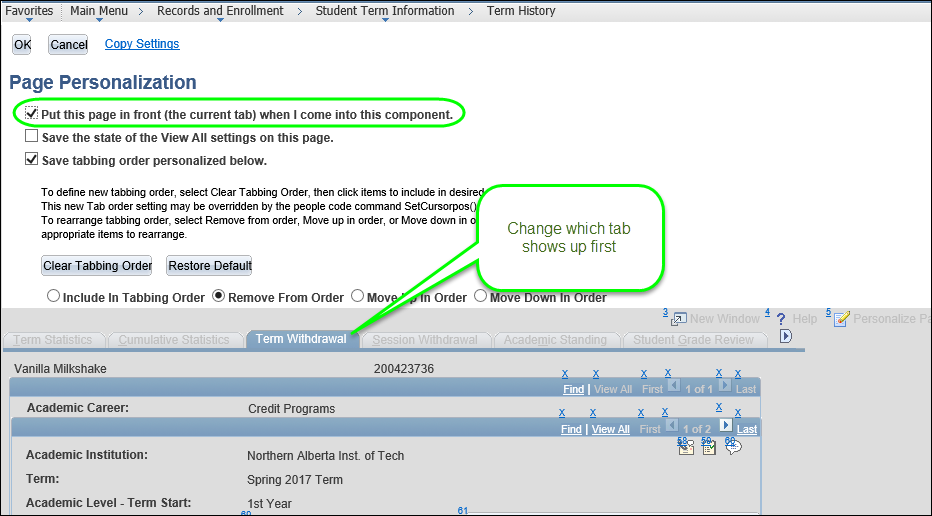 Favorites Main Menu > Records and Enrollment > Student Term Information > Term History
OK Cancel Copy Settings
Page Personalization
Put this page in front (the current tab) when I come into this component.
Save the state of the View All settings on this page.
Save tabbing order personalized below.
To define new tabbing order, select Clear Tabbing Order, then click items to include in desired
This new Tab order setting may be overridden by the people code command SetCursorpos()
To rearrange tabbing order, select Remove from order, Move up in order, or Move down in o
appropriate items to rearrange.
Change which tab
shows up first
Clear Tabbing Order Restore Default
Include In Tabbing Order Remove From Order Move Up In Order Move Down In Order
3 New Window 4 ? Help 5 Personalize Pa
Term Statistics Cumulative Statistics Term Withdrawal Session Withdrawal Academic Standing Student Grade Review
Vanilla Milkshake 200423736
X X X X X X
Find | View All First 1 of 1 Last
Academic Career: Credit Programs
X X X X X X
Find | View All First 1 of 2 Last
58 59 60
Academic Institution: Northern Alberta Inst. of Tech
Term: Spring 2017 Term
Academic Level - Term Start: 1st Year
61